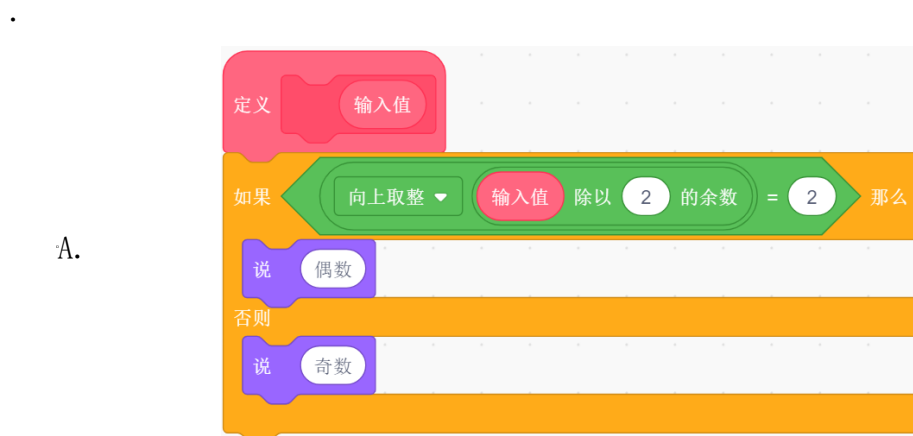 .
定义 输入值
如果 向上取整 输入值 除以 2 的余数 = 2 那么
A.
说 偶数
否则
说 奇数